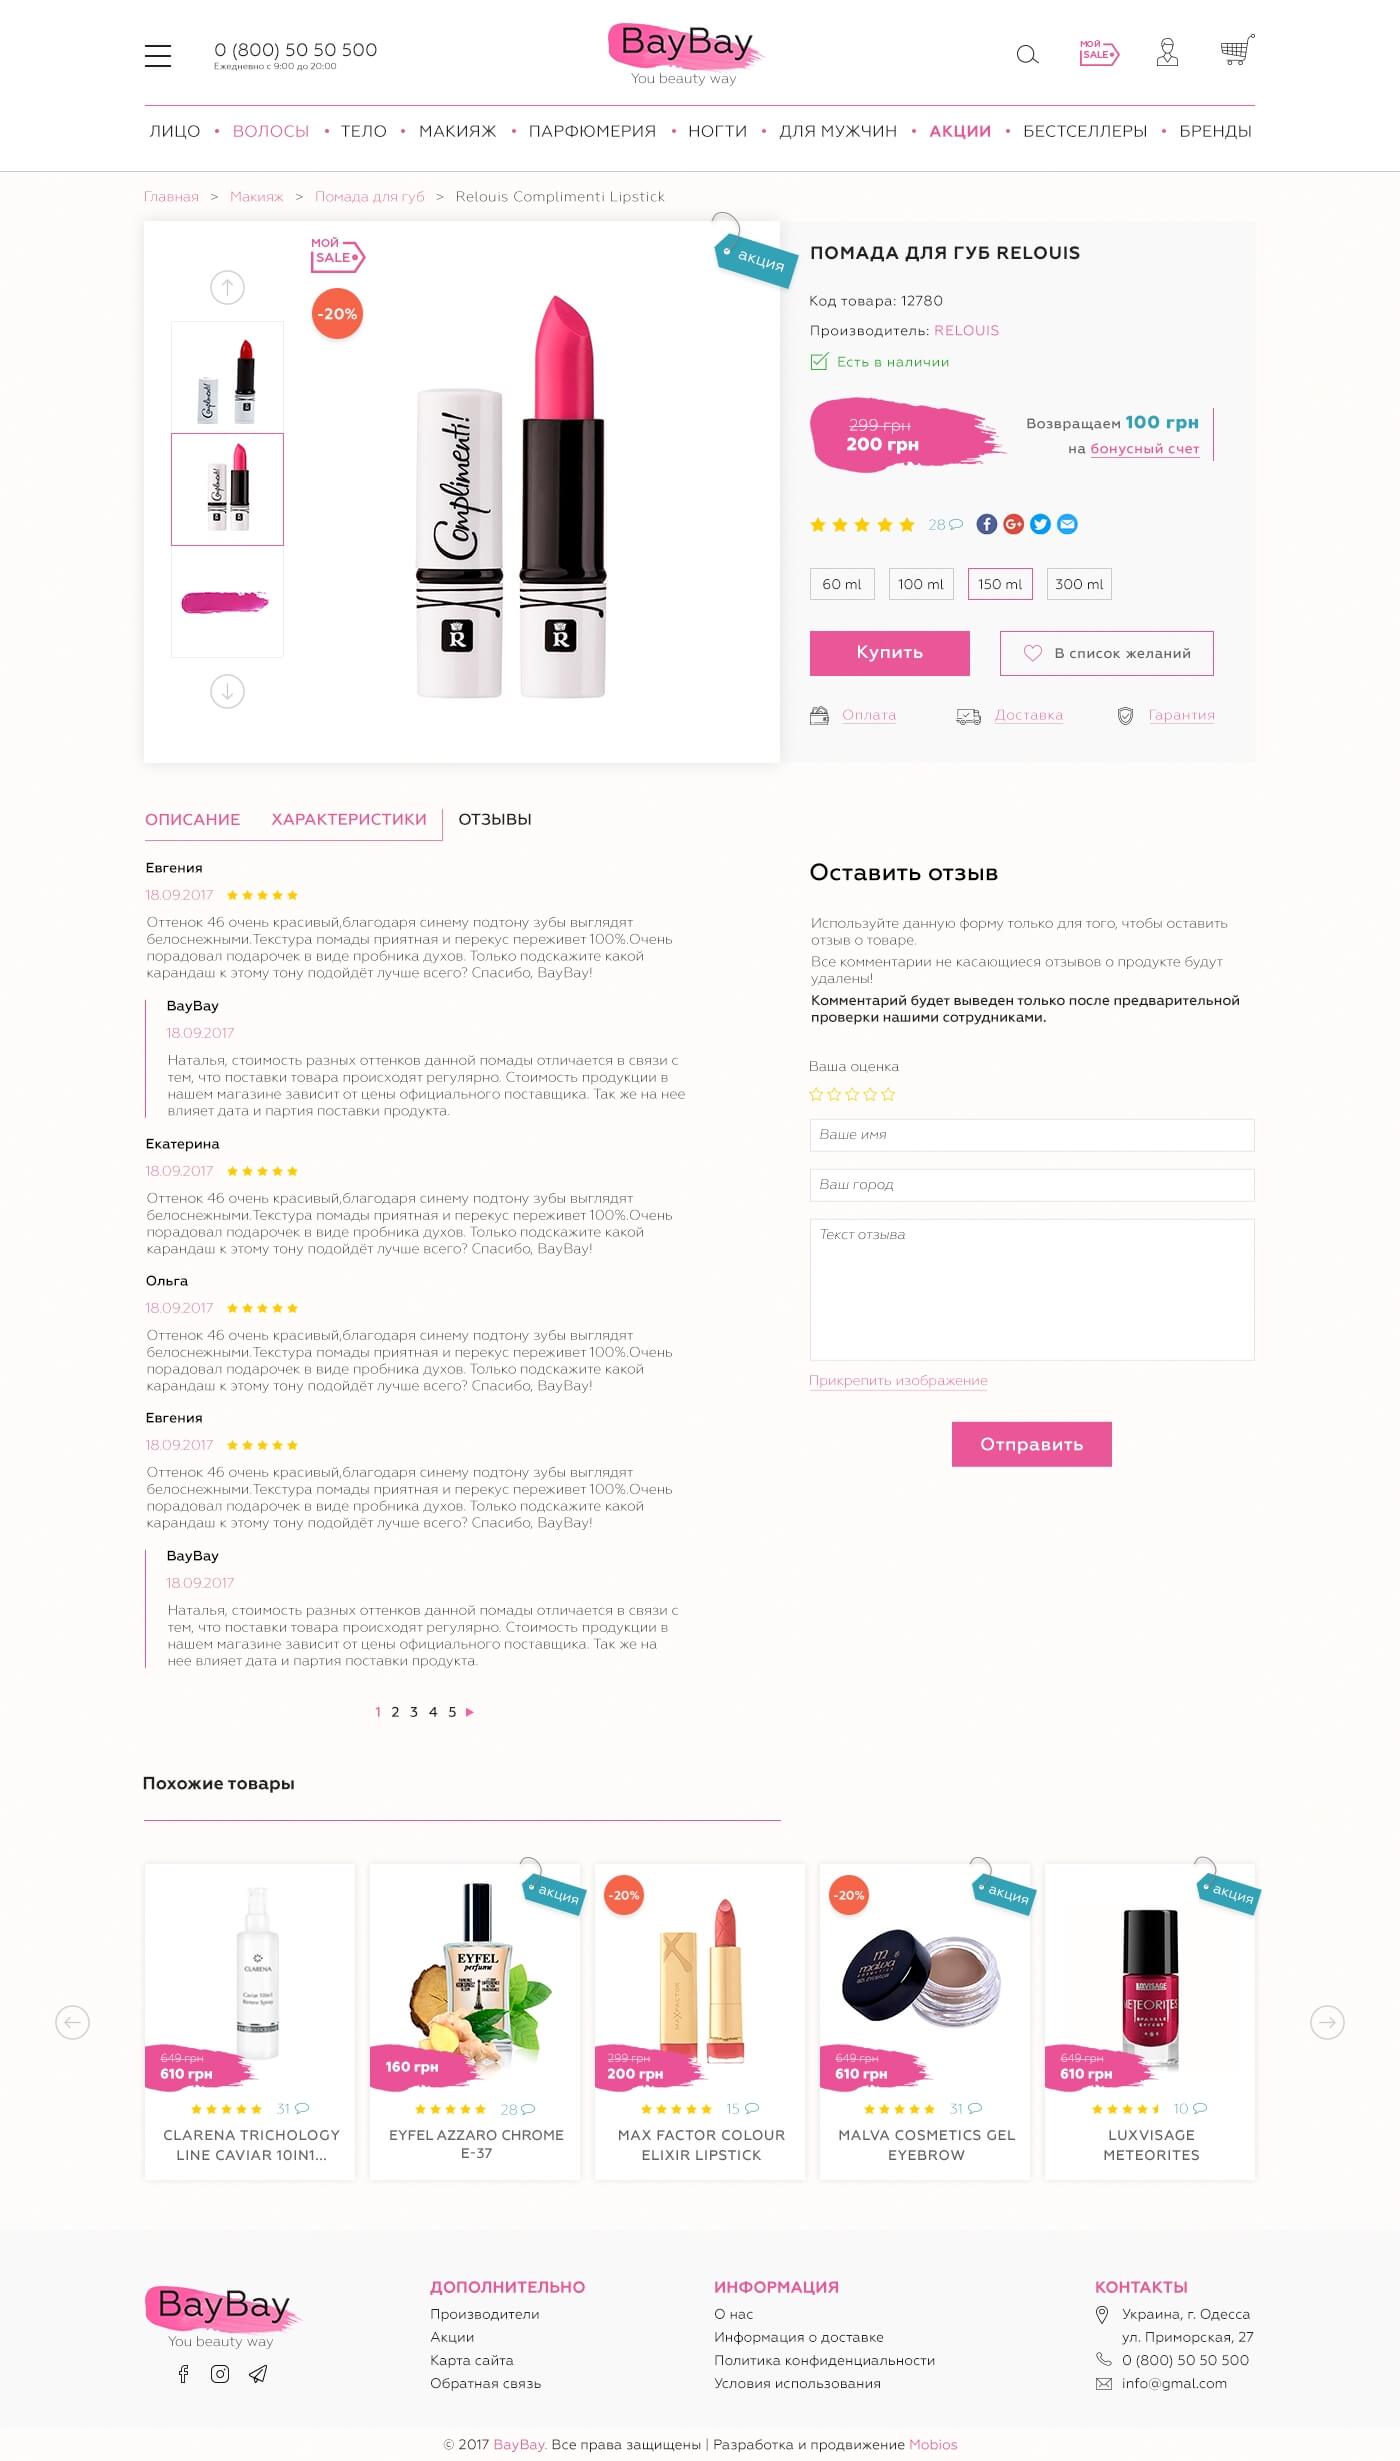 0 (800) 50 50 500
Ежедневно с 9:00 до 20:00
BayBay
You beauty way
МОЙ
SALE
ЛИЦО • ВОЛОСЫ • ТЕЛО • МАКИЯЖ • ПАРФЮМЕРИЯ • НОГТИ • ДЛЯ МУЖЧИН • АКЦИИ • БЕСТСЕЛЛЕРЫ • БРЕНДЫ
Главная > Макияж > Помада для губ > Relouis Complimenti Lipstick
МОЙ
SALE
-20%
акция
Complimenti!
Complimenti!
Complimenti!
R
R
ПОМАДА ДЛЯ ГУБ RELOUIS
Код товара: 12780
Производитель: RELOUIS
Есть в наличии
299 грн
200 грн
Возвращаем 100 грн
на бонусный счет
28
60 ml
100 ml
150 ml
300 ml
Купить
В список желаний
Оплата
Доставка
Гарантия
ОПИСАНИЕ
ХАРАКТЕРИСТИКИ
ОТЗЫВЫ
Евгения
18.09.2017
Оттенок 46 очень красивый,благодаря синему подтону зубы выглядят
белоснежными.Текстура помады приятная и перекус переживет 100%.Очень
порадовал подарочек в виде пробника духов. Только подскажите какой
карандаш к этому тону подойдёт лучше всего? Спасибо, BayBay!
BayBay
18.09.2017
Наталья, стоимость разных оттенков данной помады отличается в связи с
тем, что поставки товара происходят регулярно. Стоимость продукции в
нашем магазине зависит от цены официального поставщика. Так же на нее
влияет дата и партия поставки продукта.
Екатерина
18.09.2017
Оттенок 46 очень красивый,благодаря синему подтону зубы выглядят
белоснежными.Текстура помады приятная и перекус переживет 100%.Очень
порадовал подарочек в виде пробника духов. Только подскажите какой
карандаш к этому тону подойдёт лучше всего? Спасибо, BayBay!
Ольга
18.09.2017
Оттенок 46 очень красивый,благодаря синему подтону зубы выглядят
белоснежными.Текстура помады приятная и перекус переживет 100%.Очень
порадовал подарочек в виде пробника духов. Только подскажите какой
карандаш к этому тону подойдёт лучше всего? Спасибо, BayBay!
Евгения
18.09.2017
Оттенок 46 очень красивый,благодаря синему подтону зубы выглядят
белоснежными.Текстура помады приятная и перекус переживет 100%.Очень
порадовал подарочек в виде пробника духов. Только подскажите какой
карандаш к этому тону подойдёт лучше всего? Спасибо, BayBay!
BayBay
18.09.2017
Наталья, стоимость разных оттенков данной помады отличается в связи с
тем, что поставки товара происходят регулярно. Стоимость продукции в
нашем магазине зависит от цены официального поставщика. Так же на
нее влияет дата и партия поставки продукта.
1 2 3 4 5
Оставить отзыв
Используйте данную форму только для того, чтобы оставить
отзыв о товаре.
Все комментарии не касающиеся отзывов о продукте будут
удалены!
Комментарий будет выведен только после предварительной
проверки нашими сотрудниками.
Ваша оценка
Ваше имя
Ваш город
Текст отзыва
Прикрепить изображение
Отправить
Похожие товары
CLARENA
Caviar 10in1
Renew Spray
649 грн
610 грн
31
CLARENA TRICHOLOGY
LINE CAVIAR 10IN1...
акция
EYFEL
perfume
160 грн
28
EYFEL AZZARO CHROME
E-37
-20%
MAXFACTOR
299 грн
200 грн
15
MAX FACTOR COLOUR
ELIXIR LIPSTICK
-20%
акция
malva
COSMETICS
649 грн
610 грн
31
MALVA COSMETICS GEL
EYEBROW
акция
LUXVISAGE
METEORITES
SPARKLE
EFFECT
649 грн
610 грн
10
LUXVISAGE
METEORITES
BayBay
You beauty way
ДОПОЛНИТЕЛЬНО
Производители
Акции
Карта сайта
Обратная связь
ИНФОРМАЦИЯ
О нас
Информация о доставке
Политика конфиденциальности
Условия использования
КОНТАКТЫ
Украина, г. Одесса
ул. Приморская, 27
0 (800) 50 50 500
info@gmal.com
© 2017 BayBay. Все права защищены | Разработка и продвижение Mobios